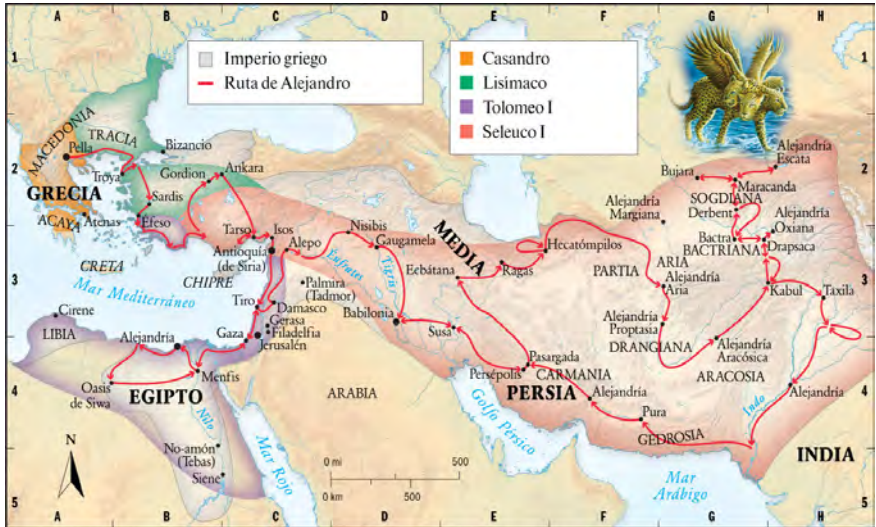 A B C D E F G H
1
2
3
4
5
Imperio griego
Ruta de Alejandro
Casandro
Lisímaco
Tolomeo I
Seleuco I
MACEDONIA
TRACIA
Pella
Bizancio
Troya
Gordion
Ankara
GRECIA
Sardis
ACAYA
Atenas
Éfeso
Tarso
Isos
Alepo
Antioquía
(de Siria)
CRETA
CHIPRE
Mar Mediterráneo
Nisibis
Gaugamela
Éufrates
Tigris
MEDIA
Ecbátana
Ragas
Hecatómpilos
Bujara
Alejandría
Escata
Maracanda
SOGDIANA
Derbent
Alejandría
Margiana
Alejandría
Oxiana
Bactra
BACTRIANA
Drapsaca
PARTIA
ARIA
Alejandría
Aria
Kabul
Taxila
Cirene
LIBIA
Tiro
Palmira
(Tadmor)
Damasco
Gerasa
Filadelfia
Jerusalén
Gaza
Alejandría
Babilonia
Susa
Alejandría
Proptasia
DRANGIANA
Alejandría
Aracósica
Oasis
de Siwa
EGIPTO
Menfis
ARABIA
Pasargada
Persépolis
CARMANIA
PERSIA
ARACOSIA
Alejandría
Alejandría
Indo
Nilo
Golfo Pérsico
Pura
GEDROSIA
INDIA
No-amón
(Tebas)
Siene
Mar Rojo
Mar
Arábigo
N
0 mi 500
0 km 500
1
2
3
4
5
A B C D E F G H